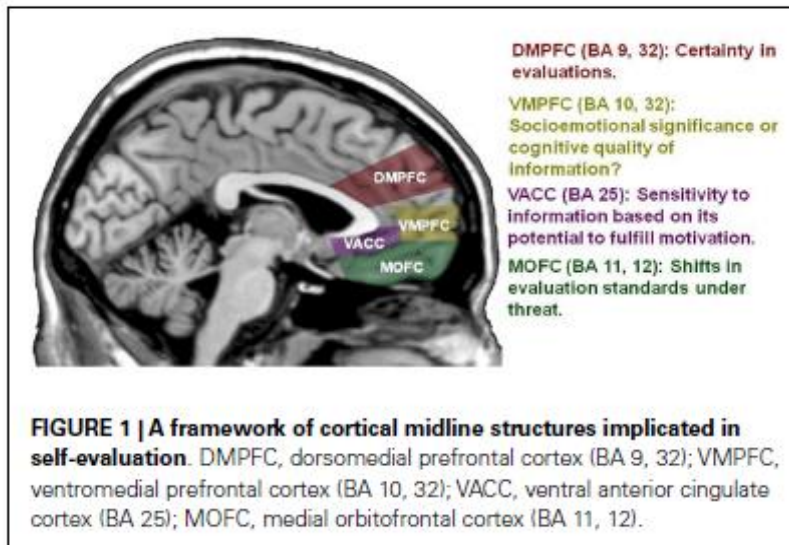 DMPFC (BA 9, 32): Certainty in
evaluations.
VMPFC (BA 10, 32):
Socioemotional significance or
cognitive quality of
information?
VACC (BA 25): Sensitivity to
information based on its
potential to fulfill motivation.
MOFC (BA 11, 12): Shifts in
evaluation standards under
threat.
DMPFC
VMPFC
VACC
MOFC
FIGURE 1 | A framework of cortical midline structures implicated in
self-evaluation. DMPFC, dorsomedial prefrontal cortex (BA 9, 32); VMPFC,
ventromedial prefrontal cortex (BA 10, 32); VACC, ventral anterior cingulate
cortex (BA 25); MOFC, medial orbitofrontal cortex (BA 11, 12).